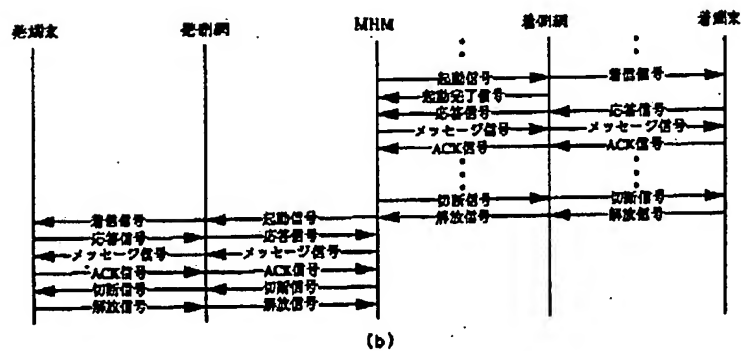 発端末 発側網 MHM 着側網 着端末
起動信号 着信信号
起動完了信号
応答信号 応答信号
メッセージ信号 メッセージ信号
ACK信号 ACK信号
切断信号 切断信号
着信信号 起動信号 解放信号 解放信号
応答信号 応答信号
メッセージ信号 メッセージ信号
ACK信号 ACK信号
切断信号 切断信号
解放信号 解放信号
(b)